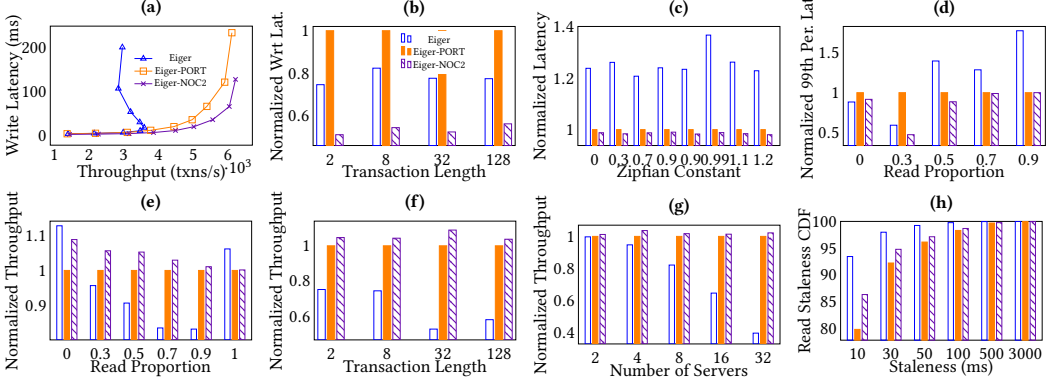 (a)
Write Latency (ms)
200
100
0
Eiger
Eiger-PORT
Eiger-NOC2
1 2 3 4 5 6
Throughput (txns/s)
·10³
(b)
Normalized Wrt Lat.
1
0.8
0.6
Eiger
Eiger-PORT
Eiger-NOC2
2 8 32 128
Transaction Length
(c)
Normalized Latency
1.4
1.2
1
0 0.3 0.7 0.9 0.90 0.99 1.1 1.2
Zipfian Constant
(d)
Normalized 99th Per. Lat.
1.5
1
0.5
0 0.3 0.5 0.7 0.9
Read Proportion
(e)
Normalized Throughput
1.1
1
0.9
0 0.3 0.5 0.7 0.9 1
Read Proportion
(f)
Normalized Throughput
1
0.8
0.6
2 8 32 128
Transaction Length
(g)
Normalized Throughput
1
0.8
0.6
0.4
2 4 8 16 32
Number of Servers
(h)
Read Staleness CDF
100
95
90
85
80
10 30 50 100 500 3000
Staleness (ms)